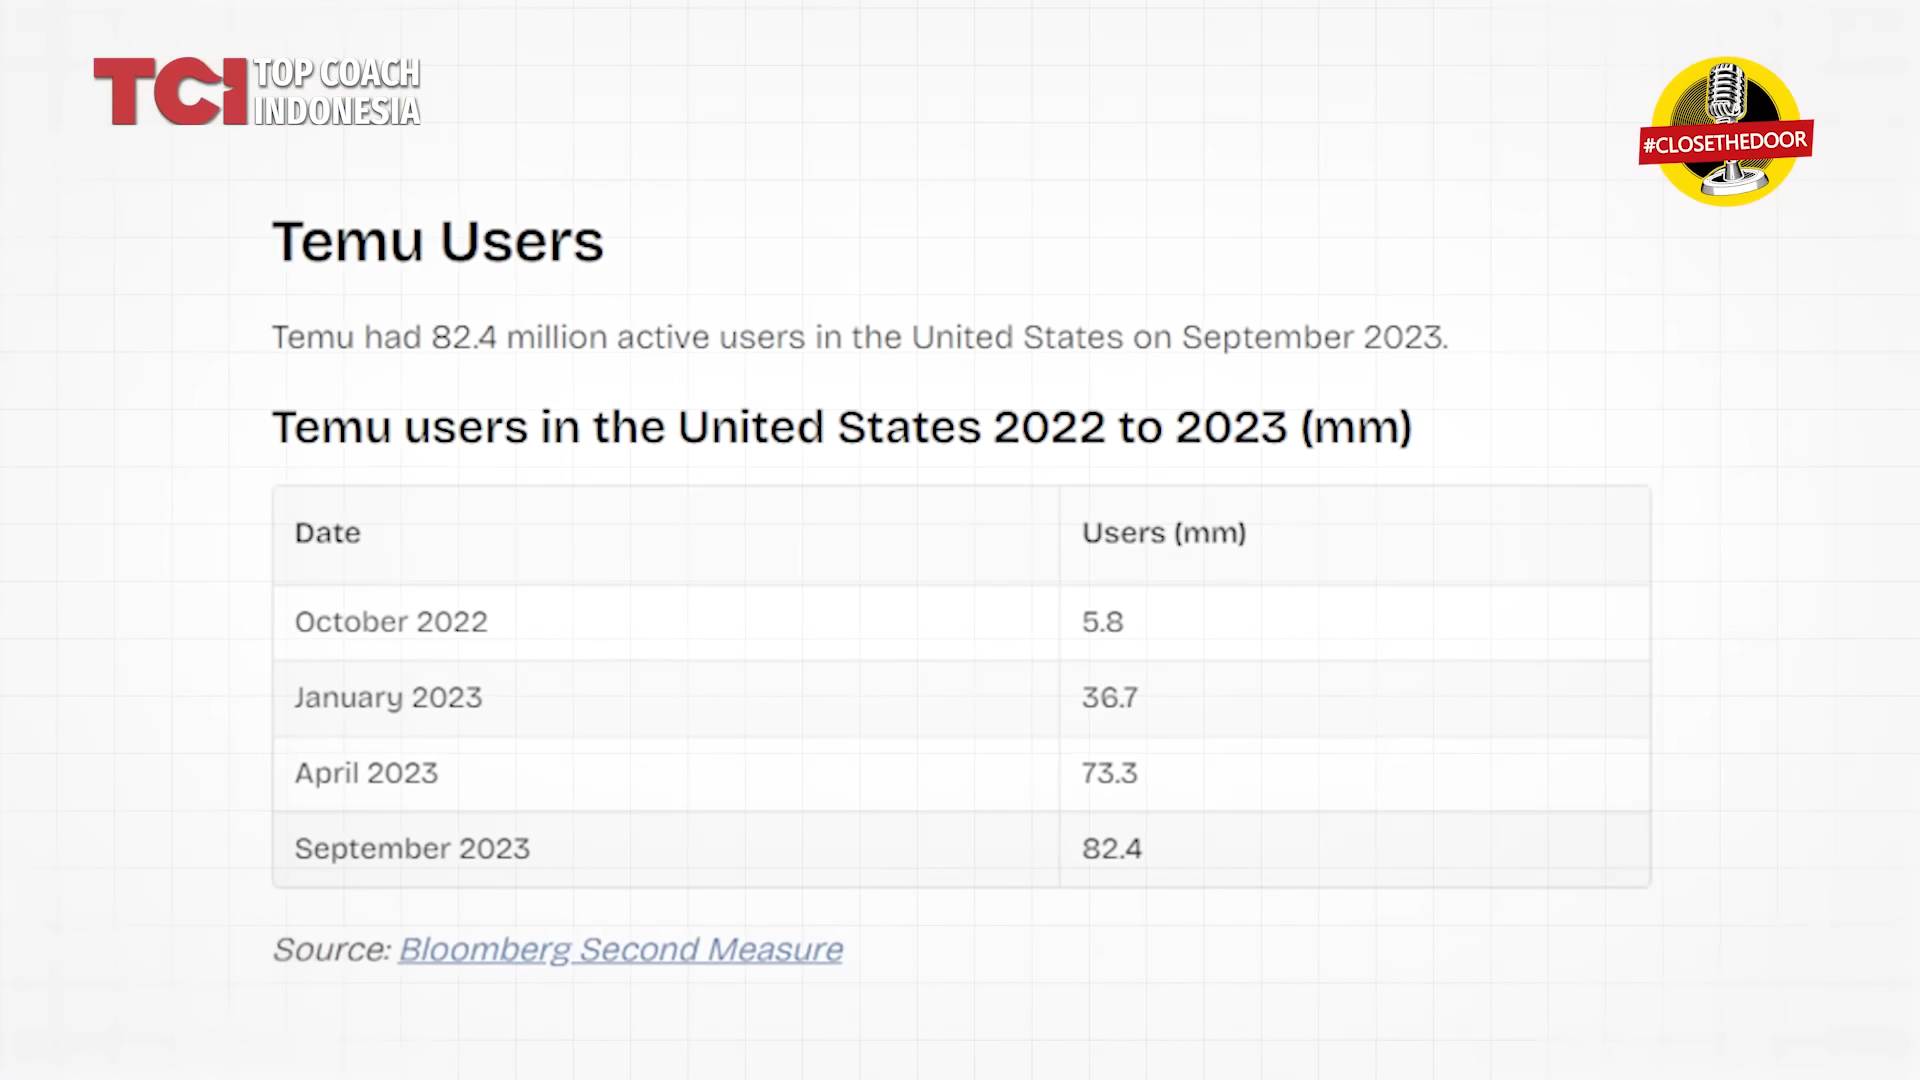 TCI TOP COACH
INDONESIA
#CLOSETHEDOOR
Temu Users
Temu had 82.4 million active users in the United States on September 2023.
Temu users in the United States 2022 to 2023 (mm)
Date Users (mm)
October 2022 5.8
January 2023 36.7
April 2023 73.3
September 2023 82.4
Source: Bloomberg Second Measure